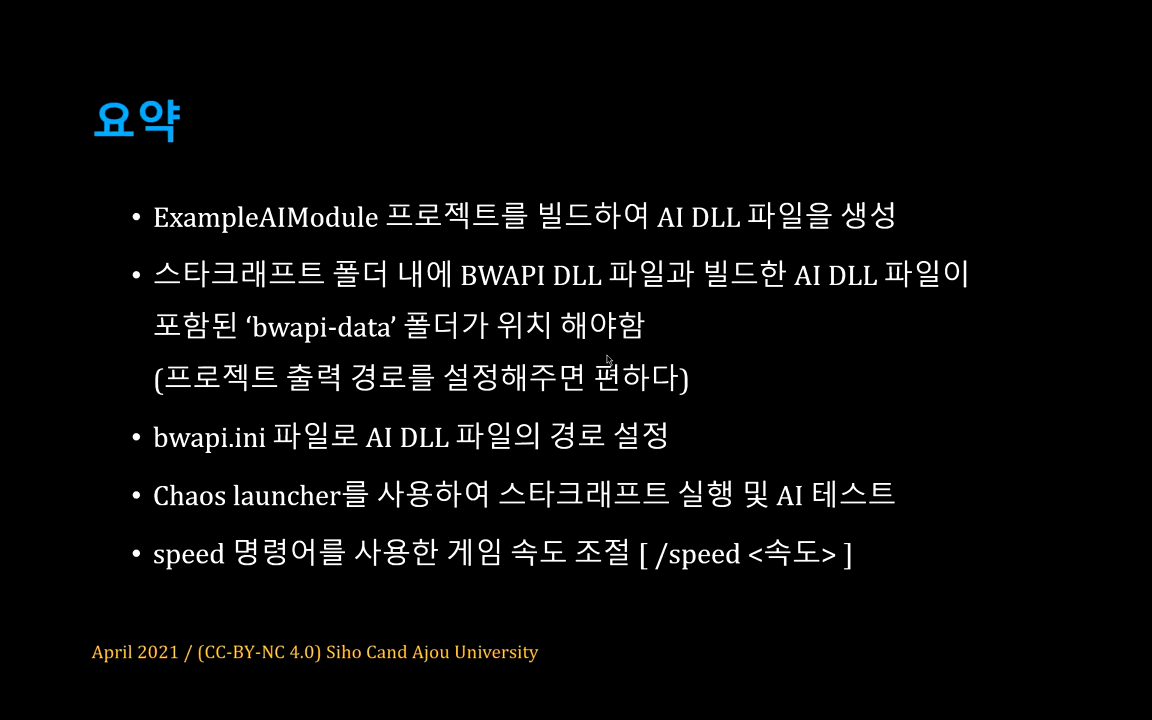 요약
• ExampleAIModule 프로젝트를 빌드하여 AI DLL 파일을 생성
• 스타크래프트 폴더 내에 BWAPI DLL 파일과 빌드한 AI DLL 파일이
포함된 ‘bwapi-data’ 폴더가 위치 해야함
(프로젝트 출력 경로를 설정해주면 편하다)
• bwapi.ini 파일로 AI DLL 파일의 경로 설정
• Chaos launcher를 사용하여 스타크래프트 실행 및 AI 테스트
• speed 명령어를 사용한 게임 속도 조절 [ /speed <속도> ]
April 2021 / (CC-BY-NC 4.0) Siho Cand Ajou University